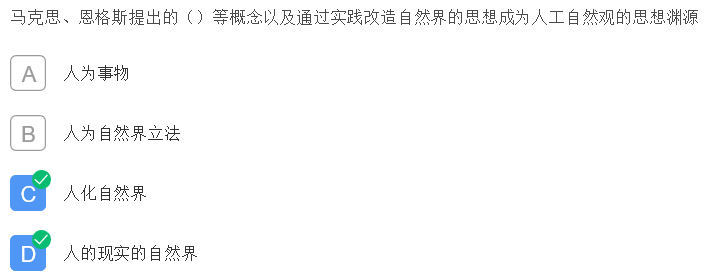 马克思、恩格斯提出的（）等概念以及通过实践改造自然界的思想成为人工自然观的思想渊源
A 人为事物
B 人为自然界立法
C 人化自然界
D 人的现实的自然界